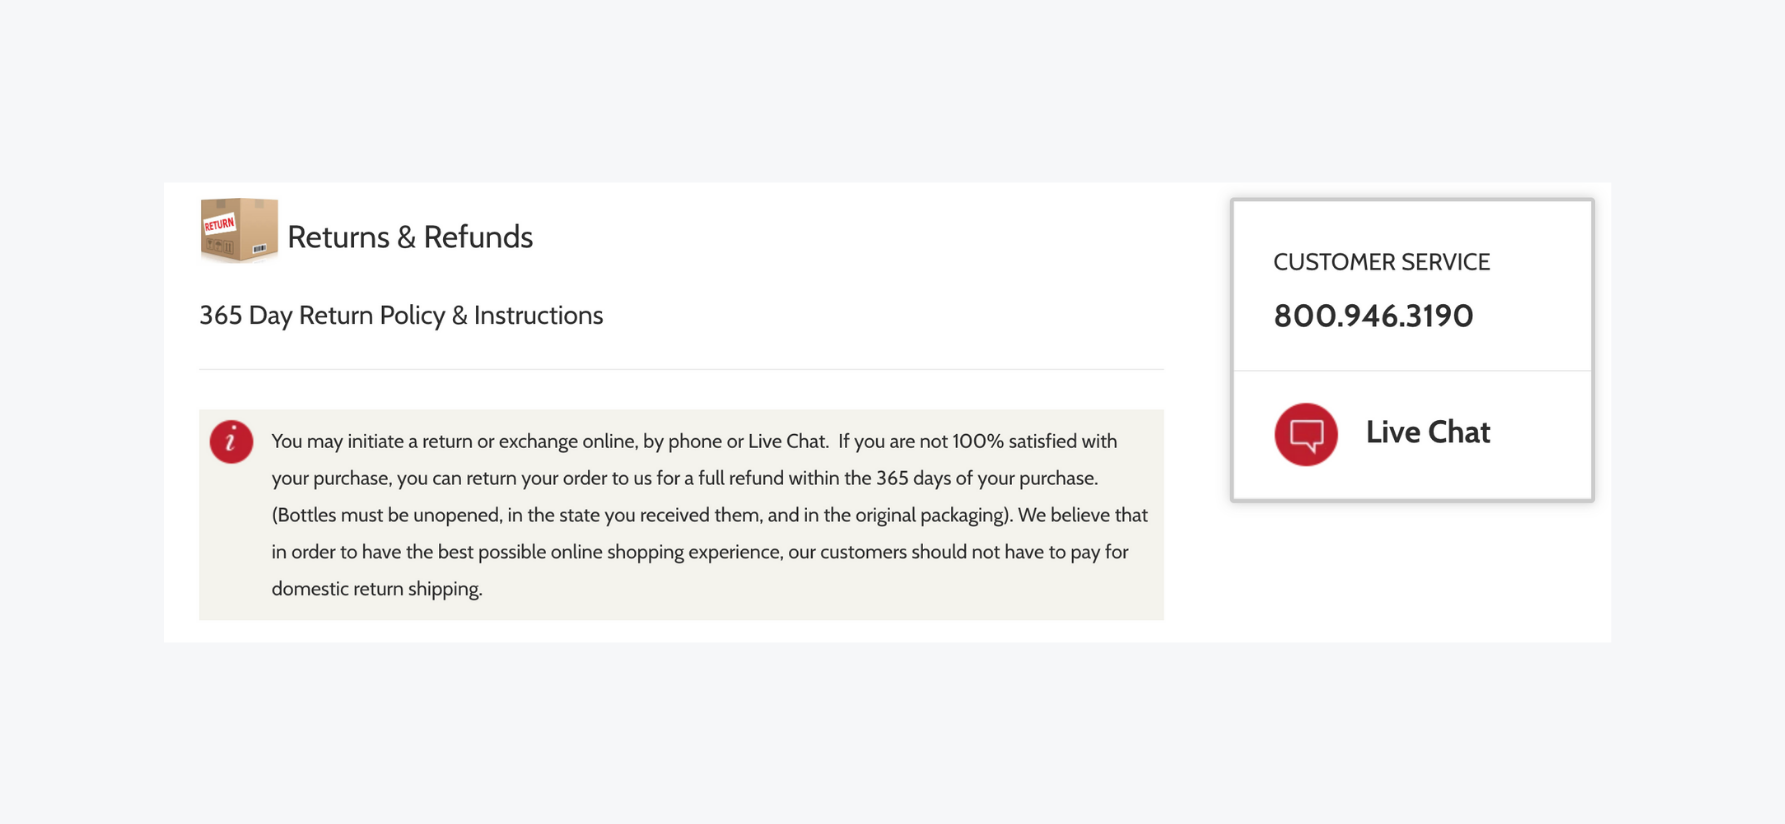 RETURN
Returns & Refunds
365 Day Return Policy & Instructions
You may initiate a return or exchange online, by phone or Live Chat.  If you are not 100% satisfied with
your purchase, you can return your order to us for a full refund within the 365 days of your purchase.
(Bottles must be unopened, in the state you received them, and in the original packaging). We believe that
in order to have the best possible online shopping experience, our customers should not have to pay for
domestic return shipping.
CUSTOMER SERVICE
800.946.3190
Live Chat